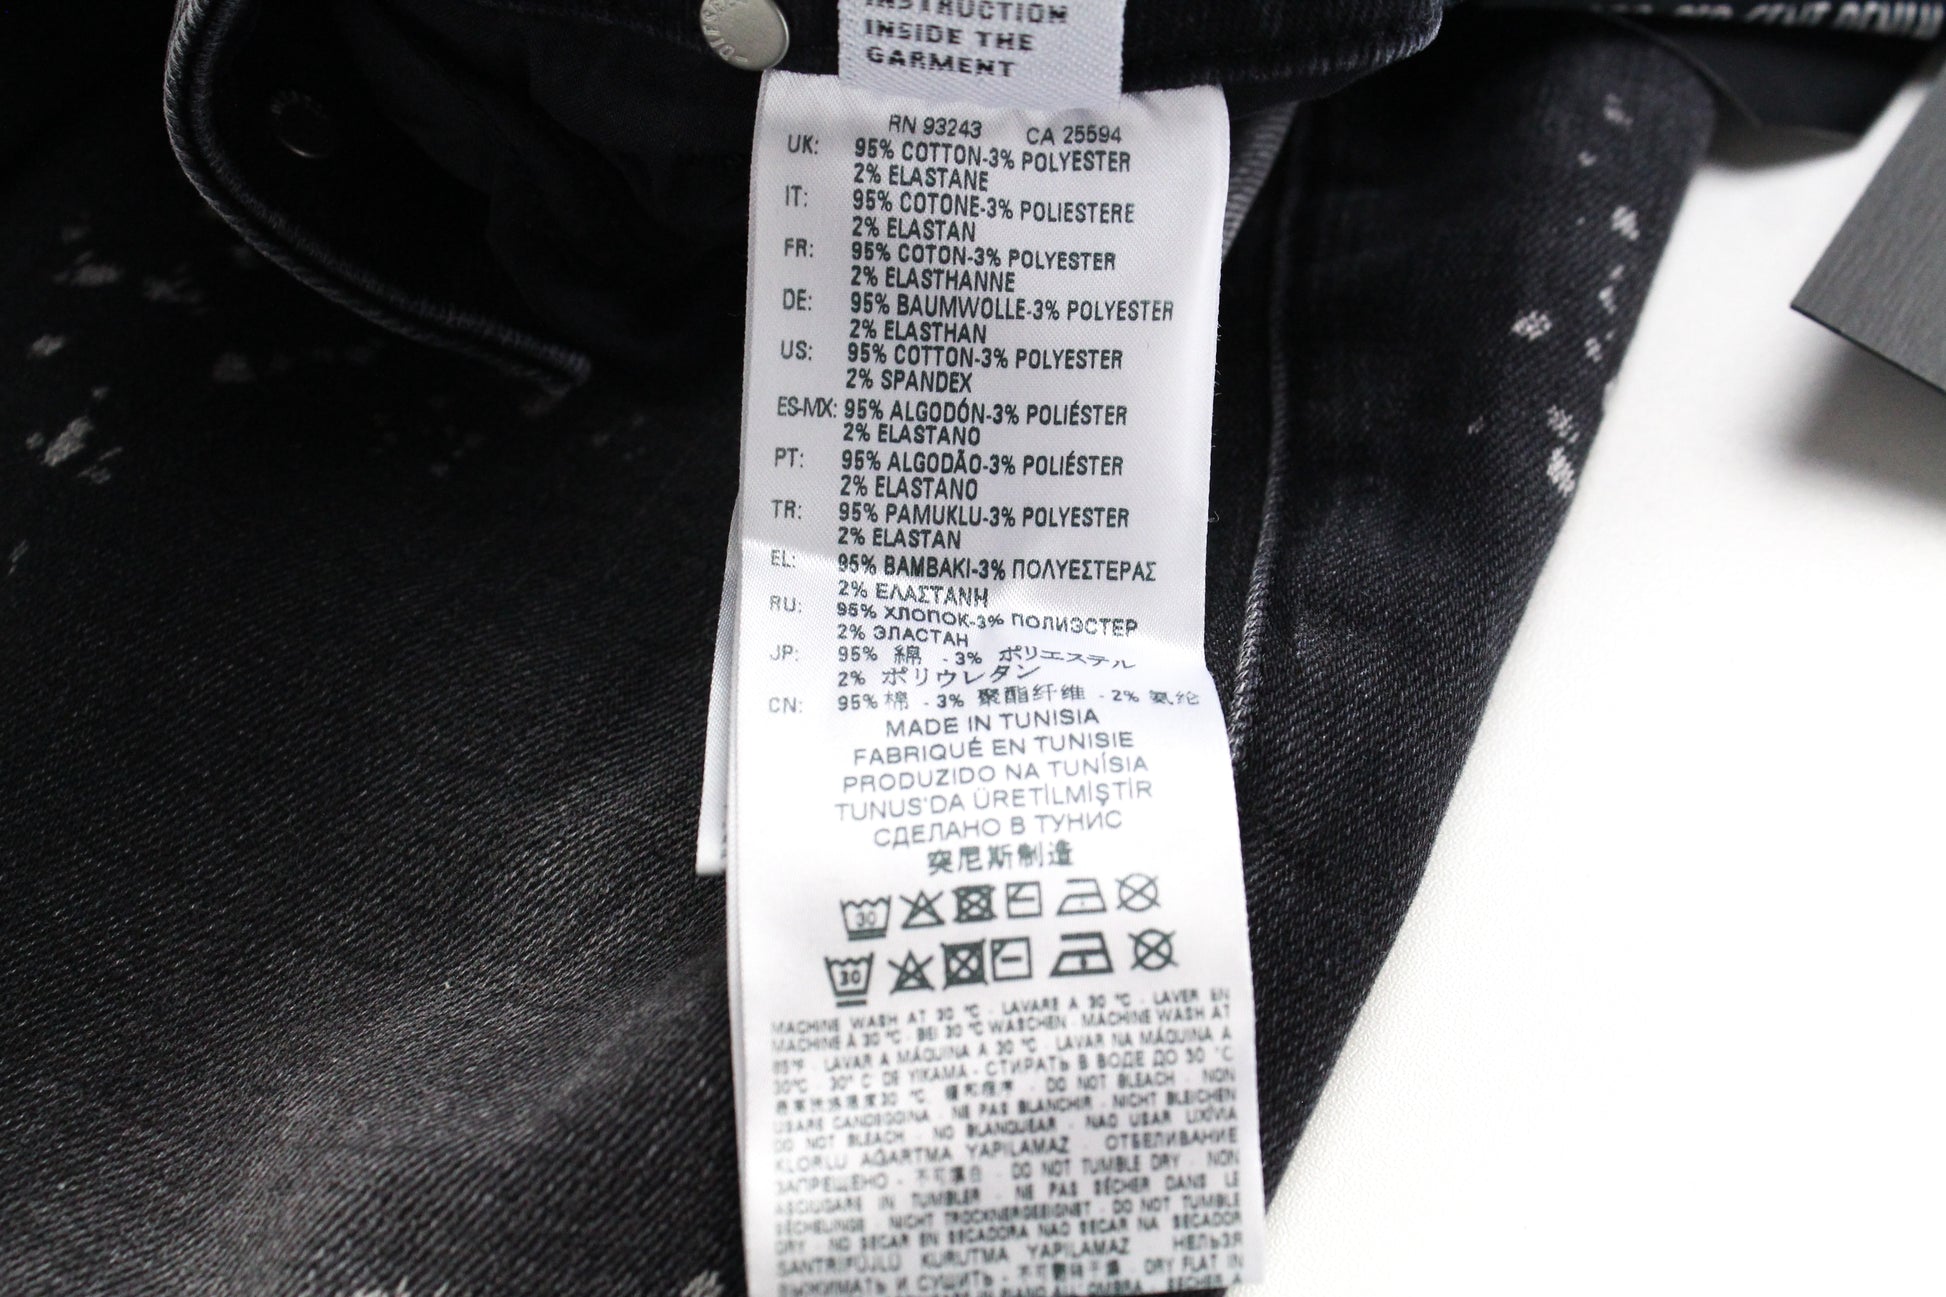 INSTRUCTION
INSIDE THE
GARMENT
RN 93243 CA 25594
UK: 95% COTTON-3% POLYESTER
2% ELASTANE
IT: 95% COTONE-3% POLIESTERE
2% ELASTAN
FR: 95% COTON-3% POLYESTER
2% ELASTHANNE
DE: 95% BAUMWOLLE-3% POLYESTER
2% ELASTHAN
US: 95% COTTON-3% POLYESTER
2% SPANDEX
ES-MX: 95% ALGODÓN-3% POLIÉSTER
2% ELASTANO
PT: 95% ALGODÃO-3% POLIÉSTER
2% ELASTANO
TR: 95% PAMUKLU-3% POLYESTER
2% ELASTAN
EL: 95% BAMBAKI-3% ΠΟΛΥΕΣΤΕΡΑΣ
2% ΕΛΑΣΤΑΝΗ
RU: 95% ХЛОПОК-3% ПОЛИЭСТЕР
2% ЭЛАСТАН
JP: 95% 綿 - 3% ポリエステル
2% ポリウレタン
CN: 95% 棉 - 3% 聚酯纤维 - 2% 氨纶
MADE IN TUNISIA
FABRIQUÉ EN TUNISIE
PRODUZIDO NA TUNÍSIA
TUNUS'DA ÜRETİLMİŞTİR
СДЕЛАНО В ТУНИС
突尼斯制造
30
30
MACHINE WASH AT 30 °C - LAVARE A 30 °C - LAVER EN
MACHINE À 30 °C - BEI 30 °C WASCHEN - MACHINE WASH AT
85°F - LAVAR A MÁQUINA A 30 °C - LAVAR NA MÁQUINA A
30°C - 30° C DE YIKAMA - СТИРАТЬ В ВОДЕ ДО 30 °C
30 °C - DO NOT BLEACH - NON
USARE CANDEGGINA - NE PAS BLANCHIR - NICHT BLEICHEN
DO NOT BLEACH - NO BLANQUEAR - NAO USAR LIXÍVIA
KLORLU AĞARTMA YAPILAMAZ - ОТБЕЛИВАНИЕ
ЗАПРЕЩЕНО - 不可漂白 - DO NOT TUMBLE DRY - NON
ASCIUGARE IN TUMBLER - NE PAS SÉCHER DANS LE
SÈCHELINGE - NICHT TROCKNERGEEIGNET - DO NOT TUMBLE
DRY - NO SECAR EN SECADORA NAO SECAR NA SECADOR
SANTRIFÜJLÜ KURUTMA YAPILAMAZ - НЕЛЬЗЯ
ВЫЖИМАТЬ И СУШИТЬ - DRY FLAT IN